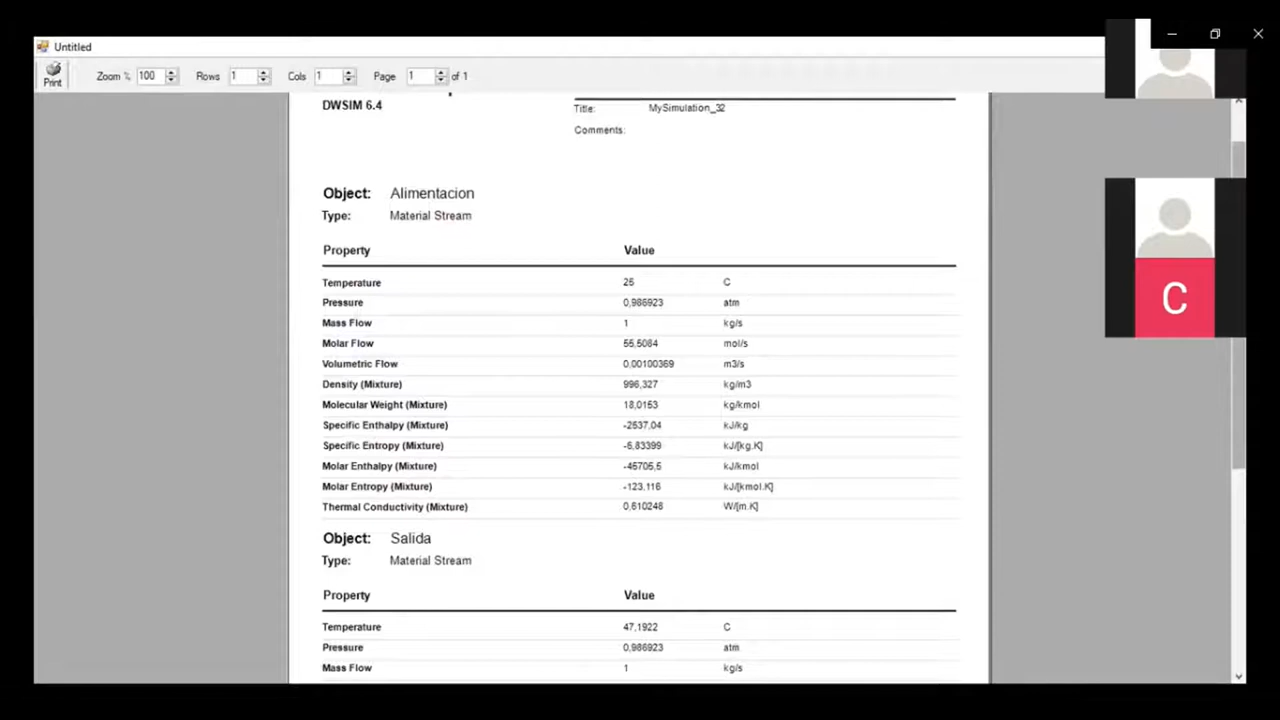 Untitled
Print Zoom % 100 Rows 1 Cols 1 Page 1 of 1
DWSIM 6.4
Title: MySimulation_32
Comments:
Object: Alimentacion
Type: Material Stream
Property Value
Temperature 25 C
Pressure 0,986923 atm
Mass Flow 1 kg/s
Molar Flow 55,5084 mol/s
Volumetric Flow 0,00100369 m3/s
Density (Mixture) 996,327 kg/m3
Molecular Weight (Mixture) 18,0153 kg/kmol
Specific Enthalpy (Mixture) -2537,04 kJ/kg
Specific Entropy (Mixture) -6,83399 kJ/[kg.K]
Molar Enthalpy (Mixture) -45705,5 kJ/kmol
Molar Entropy (Mixture) -123,116 kJ/[kmol.K]
Thermal Conductivity (Mixture) 0,610248 W/[m.K]
Object: Salida
Type: Material Stream
Property Value
Temperature 47,1922 C
Pressure 0,986923 atm
Mass Flow 1 kg/s
C